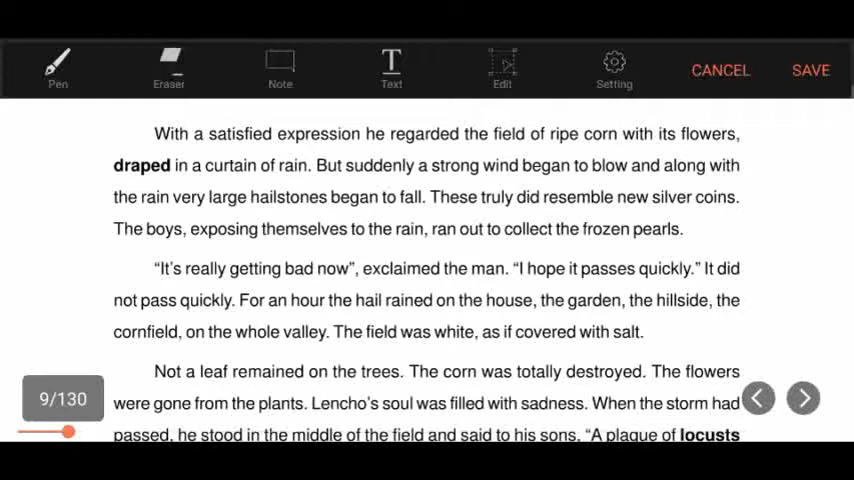 Pen
Eraser
Note
Text
Edit
Setting
CANCEL
SAVE
With a satisfied expression he regarded the field of ripe corn with its flowers,
draped in a curtain of rain. But suddenly a strong wind began to blow and along with
the rain very large hailstones began to fall. These truly did resemble new silver coins.
The boys, exposing themselves to the rain, ran out to collect the frozen pearls.
“It’s really getting bad now”, exclaimed the man. “I hope it passes quickly.” It did
not pass quickly. For an hour the hail rained on the house, the garden, the hillside, the
cornfield, on the whole valley. The field was white, as if covered with salt.
Not a leaf remained on the trees. The corn was totally destroyed. The flowers
were gone from the plants. Lencho’s soul was filled with sadness. When the storm had
passed, he stood in the middle of the field and said to his sons, “A plague of locusts
9/130